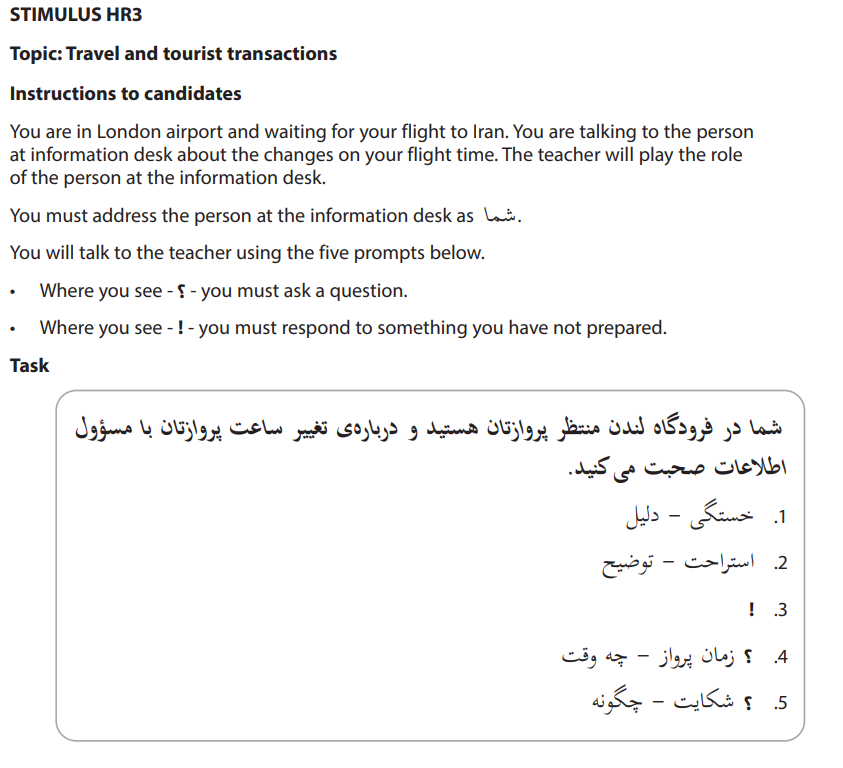 STIMULUS HR3
Topic: Travel and tourist transactions
Instructions to candidates
You are in London airport and waiting for your flight to Iran. You are talking to the person
at information desk about the changes on your flight time. The teacher will play the role
of the person at the information desk.
You must address the person at the information desk as شما.
You will talk to the teacher using the five prompts below.
• Where you see - ؟ - you must ask a question.
• Where you see - ! - you must respond to something you have not prepared.
Task
شما در فرودگاه لندن منتظر پروازتان هستید و درباره‌ی تغییر ساعت پروازتان با مسؤول
اطلاعات صحبت می‌کنید.
1. خستگی – دلیل
2. استراحت – توضیح
3. !
4. ؟ زمان پرواز – چه وقت
5. ؟ شکایت – چگونه